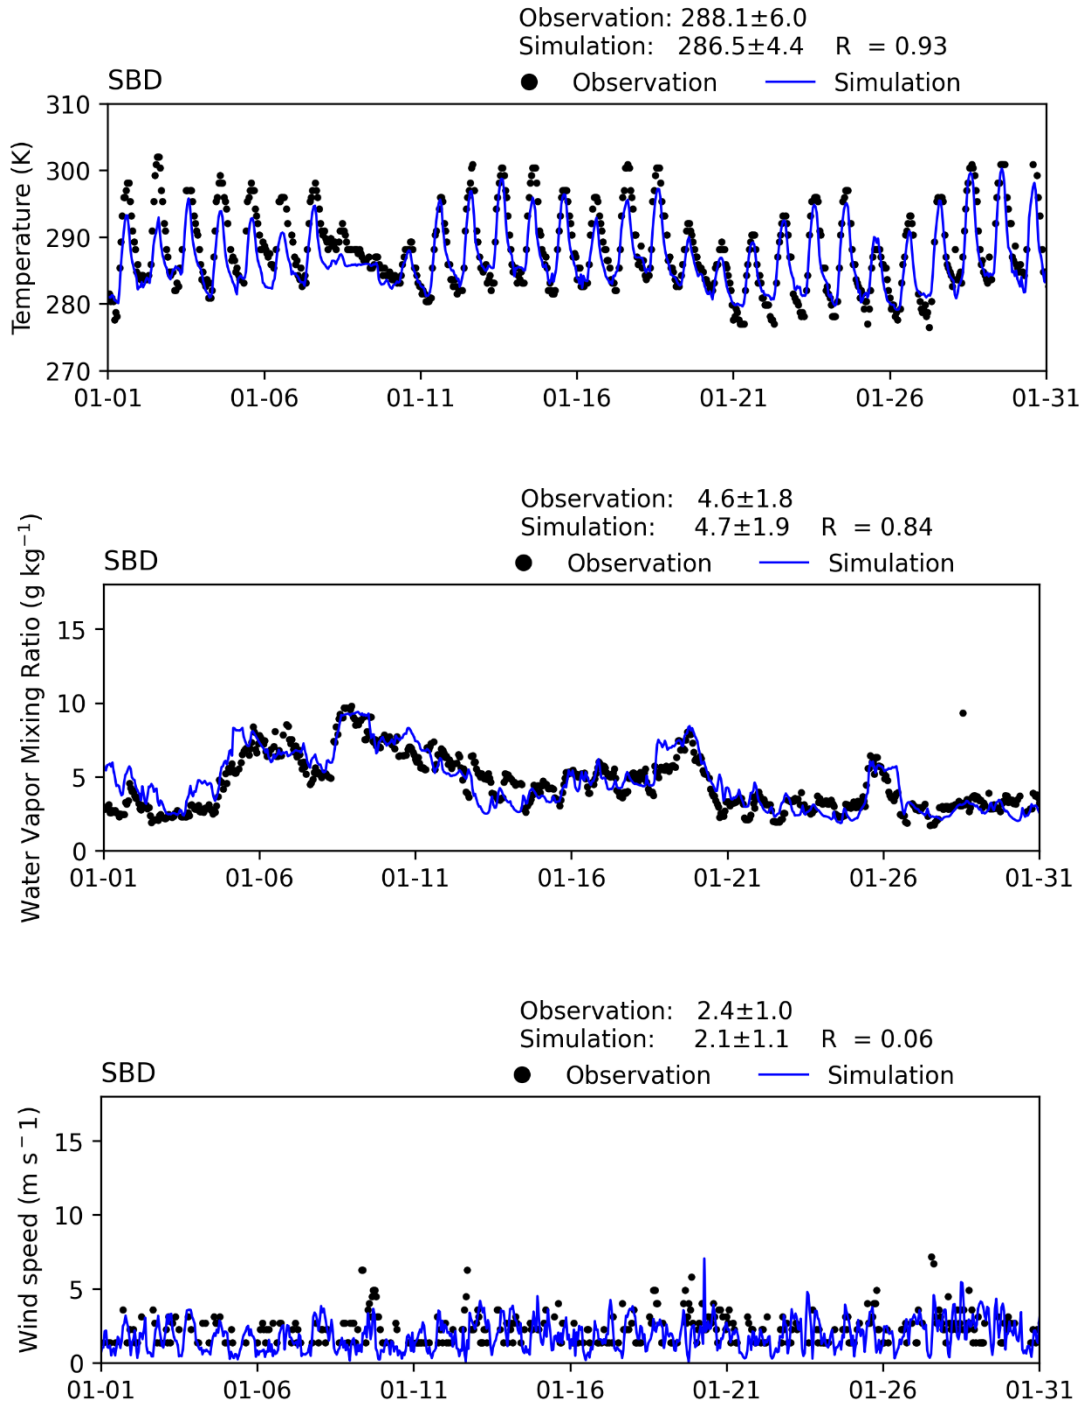 Observation: 288.1±6.0
Simulation: 286.5±4.4 R = 0.93
SBD
Observation Simulation
Temperature (K)
310
300
290
280
270
01-01 01-06 01-11 01-16 01-21 01-26 01-31
Observation: 4.6±1.8
Simulation: 4.7±1.9 R = 0.84
SBD
Observation Simulation
Water Vapor Mixing Ratio (g kg⁻¹)
15
10
5
0
01-01 01-06 01-11 01-16 01-21 01-26 01-31
Observation: 2.4±1.0
Simulation: 2.1±1.1 R = 0.06
SBD
Observation Simulation
Wind speed (m s⁻1)
15
10
5
0
01-01 01-06 01-11 01-16 01-21 01-26 01-31